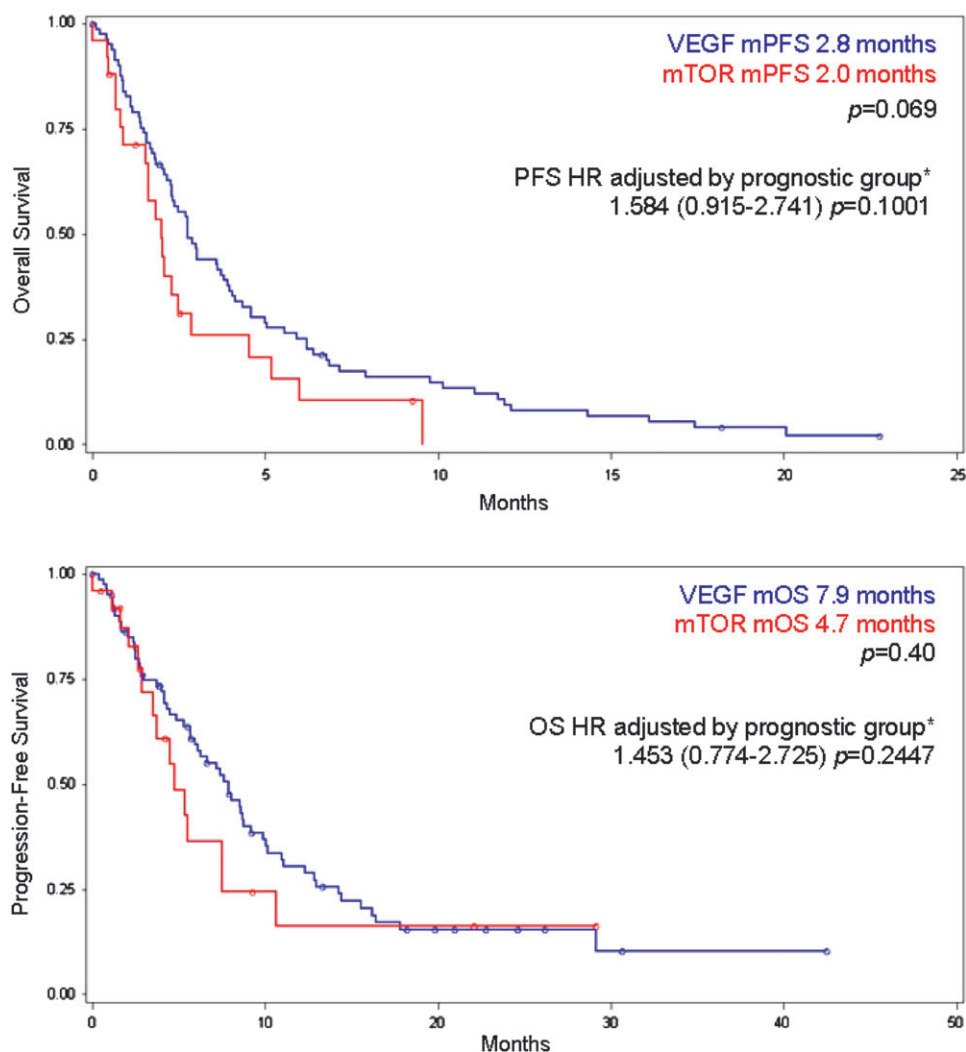 VEGF mPFS 2.8 months
mTOR mPFS 2.0 months
p=0.069
PFS HR adjusted by prognostic group*
1.584 (0.915-2.741) p=0.1001
Overall Survival
1.00
0.75
0.50
0.25
0.00
0 5 10 15 20 25
Months
VEGF mOS 7.9 months
mTOR mOS 4.7 months
p=0.40
OS HR adjusted by prognostic group*
1.453 (0.774-2.725) p=0.2447
Progression-Free Survival
1.00
0.75
0.50
0.25
0.00
0 10 20 30 40 50
Months